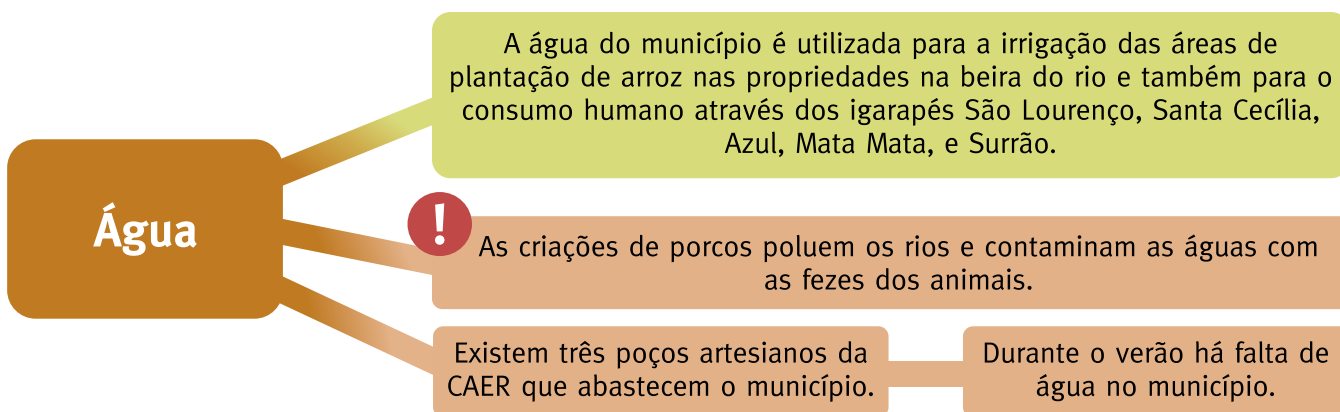 Água
A água do município é utilizada para a irrigação das áreas de
plantação de arroz nas propriedades na beira do rio e também para o
consumo humano através dos igarapés São Lourenço, Santa Cecília,
Azul, Mata Mata, e Surrão.
!
As criações de porcos poluem os rios e contaminam as águas com
as fezes dos animais.
Existem três poços artesianos da
CAER que abastecem o município.
Durante o verão há falta de
água no município.